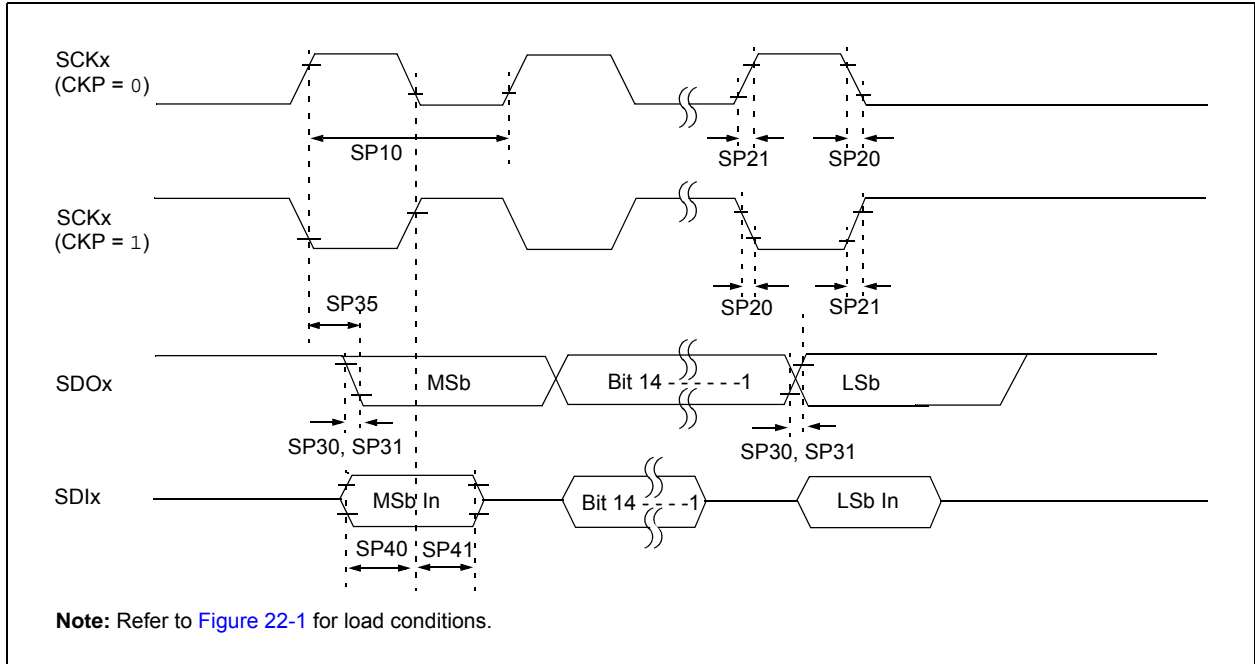 SCKx
(CKP = 0)
SP10
SP21
SP20
SCKx
(CKP = 1)
SP35
SP20
SP21
SDOx
MSb
Bit 14 - - - - - -1
LSb
SP30, SP31
SP30, SP31
SDIx
MSb In
Bit 14 - - - -1
LSb In
SP40
SP41
Note: Refer to Figure 22-1 for load conditions.